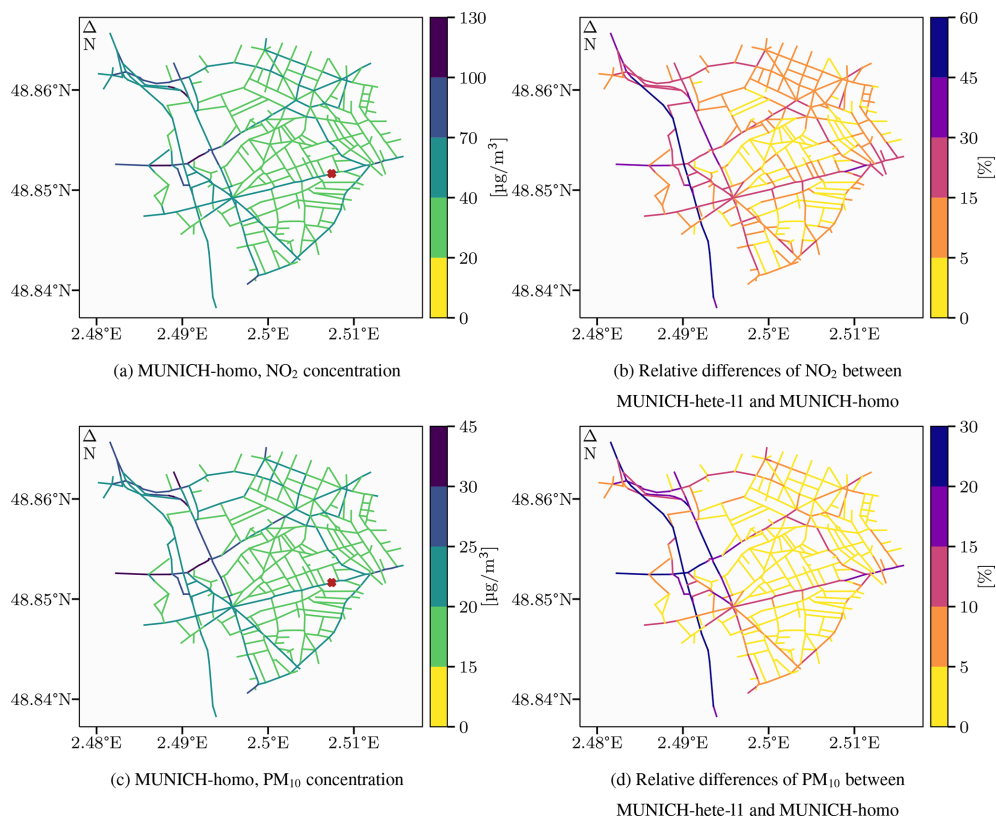 Δ
N
48.86°N
48.85°N
48.84°N
2.48°E 2.49°E 2.5°E 2.51°E
130
100
70
40
20
0
[µg/m³]
(a) MUNICH-homo, NO₂ concentration
Δ
N
48.86°N
48.85°N
48.84°N
2.48°E 2.49°E 2.5°E 2.51°E
60
45
30
15
5
0
[%]
(b) Relative differences of NO₂ between
MUNICH-hete-l1 and MUNICH-homo
Δ
N
48.86°N
48.85°N
48.84°N
2.48°E 2.49°E 2.5°E 2.51°E
45
30
25
20
15
0
[µg/m³]
(c) MUNICH-homo, PM₁₀ concentration
Δ
N
48.86°N
48.85°N
48.84°N
2.48°E 2.49°E 2.5°E 2.51°E
30
20
15
10
5
0
[%]
(d) Relative differences of PM₁₀ between
MUNICH-hete-l1 and MUNICH-homo